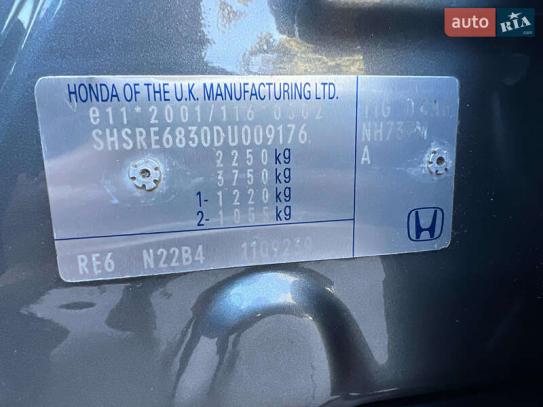 auto RIA
HONDA OF THE U.K. MANUFACTURING LTD.
e11*2001/116 0302
SHSRE6830DU009176
2250kg
3750kg
1- 1220kg
2- 1055kg
A
RE6 N22B4